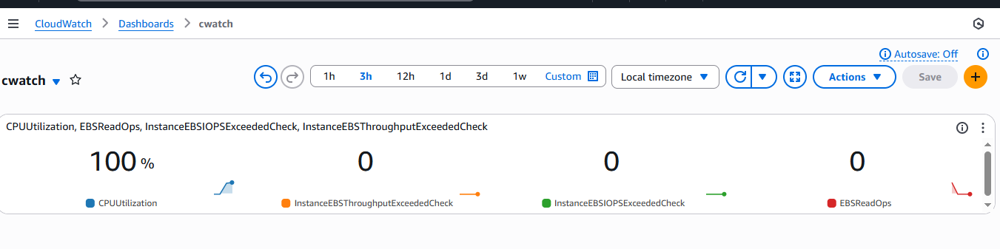 CloudWatch > Dashboards > cwatch
Autosave: Off
cwatch 1h 3h 12h 1d 3d 1w Custom Local timezone Actions Save
CPUUtilization, EBSReadOps, InstanceEBSIOPSExceededCheck, InstanceEBSThroughputExceededCheck
100 % 0 0 0
CPUUtilization InstanceEBSThroughputExceededCheck InstanceEBSIOPSExceededCheck EBSReadOps